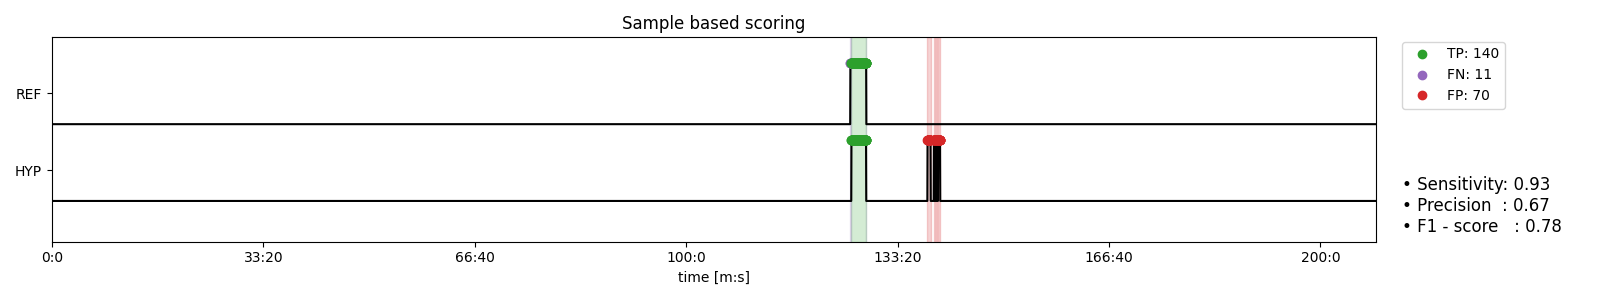 Sample based scoring
TP: 140
FN: 11
FP: 70
REF
HYP
• Sensitivity: 0.93
• Precision : 0.67
• F1 - score : 0.78
0:0 33:20 66:40 100:0 133:20 166:40 200:0
time [m:s]